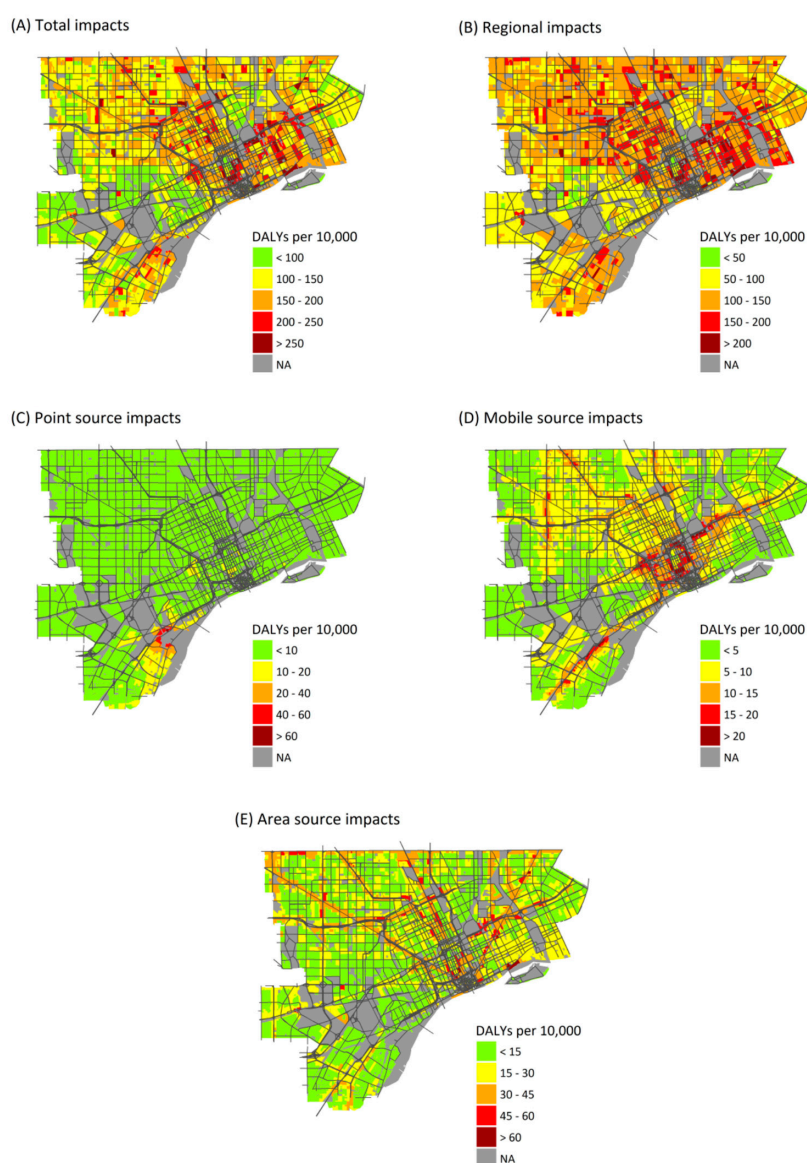 (A) Total impacts
DALYs per 10,000
< 100
100 - 150
150 - 200
200 - 250
> 250
NA
(B) Regional impacts
DALYs per 10,000
< 50
50 - 100
100 - 150
150 - 200
> 200
NA
(C) Point source impacts
DALYs per 10,000
< 10
10 - 20
20 - 40
40 - 60
> 60
NA
(D) Mobile source impacts
DALYs per 10,000
< 5
5 - 10
10 - 15
15 - 20
> 20
NA
(E) Area source impacts
DALYs per 10,000
< 15
15 - 30
30 - 45
45 - 60
> 60
NA